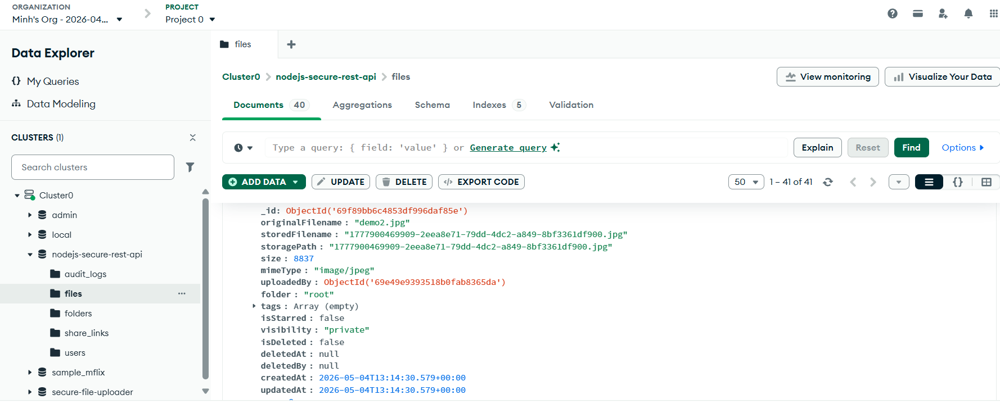 ORGANIZATION
Minh's Org - 2026-04...
PROJECT
Project 0
Data Explorer
My Queries
Data Modeling
CLUSTERS (1)
Search clusters
Cluster0
admin
local
nodejs-secure-rest-api
audit_logs
files
folders
share_links
users
sample_mflix
secure-file-uploader
files
Cluster0 > nodejs-secure-rest-api > files
View monitoring
Visualize Your Data
Documents 40
Aggregations
Schema
Indexes 5
Validation
Type a query: { field: 'value' } or Generate query
Explain
Reset
Find
Options
ADD DATA
UPDATE
DELETE
EXPORT CODE
50
1 – 41 of 41
_id: ObjectId('69f89bb6c4853df996daf85e')
originalFilename : "demo2.jpg"
storedFilename : "1777900469909-2eea8e71-79dd-4dc2-a849-8bf3361df900.jpg"
storagePath : "1777900469909-2eea8e71-79dd-4dc2-a849-8bf3361df900.jpg"
size : 8837
mimeType : "image/jpeg"
uploadedBy : ObjectId('69e49e9393518b0fab8365da')
folder : "root"
tags : Array (empty)
isStarred : false
visibility : "private"
isDeleted : false
deletedAt : null
deletedBy : null
createdAt : 2026-05-04T13:14:30.579+00:00
updatedAt : 2026-05-04T13:14:30.579+00:00